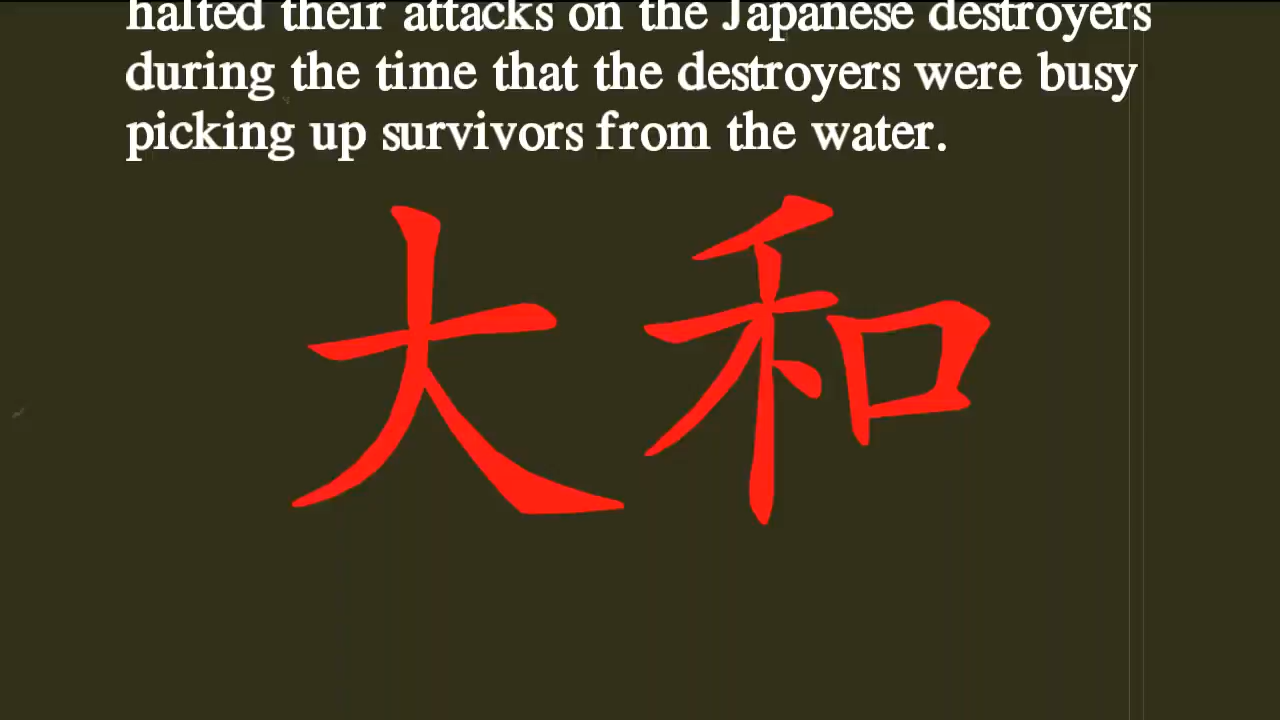 halted their attacks on the Japanese destroyers
during the time that the destroyers were busy
picking up survivors from the water.
大和